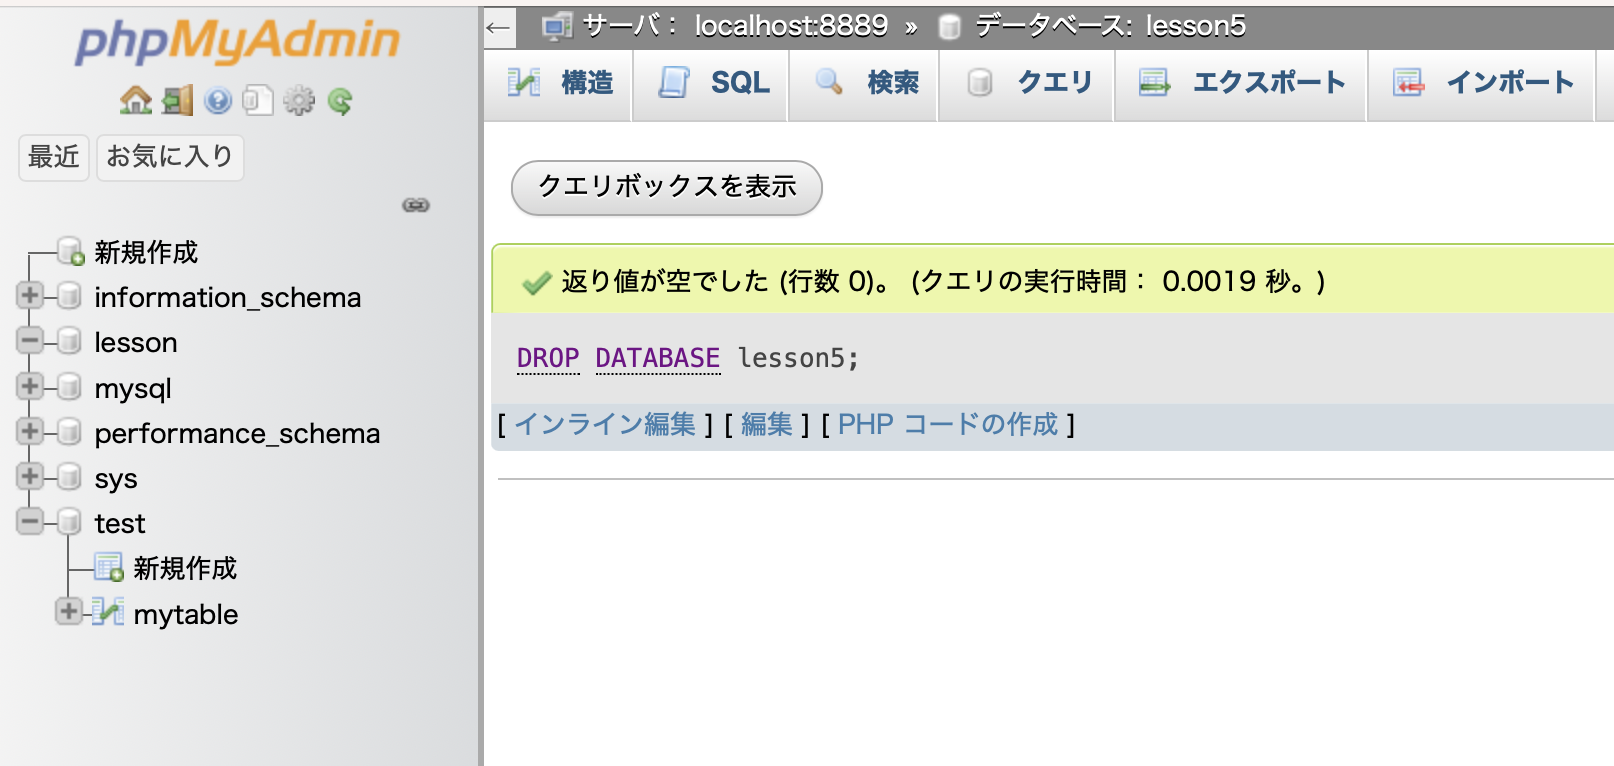 phpMyAdmin
最近 お気に入り
新規作成
information_schema
lesson
mysql
performance_schema
sys
test
新規作成
mytable
サーバ: localhost:8889 » データベース: lesson5
構造 SQL 検索 クエリ エクスポート インポート
クエリボックスを表示
返り値が空でした (行数 0)。 (クエリの実行時間: 0.0019 秒。)
DROP DATABASE lesson5;
[ インライン編集 ] [ 編集 ] [ PHP コードの作成 ]